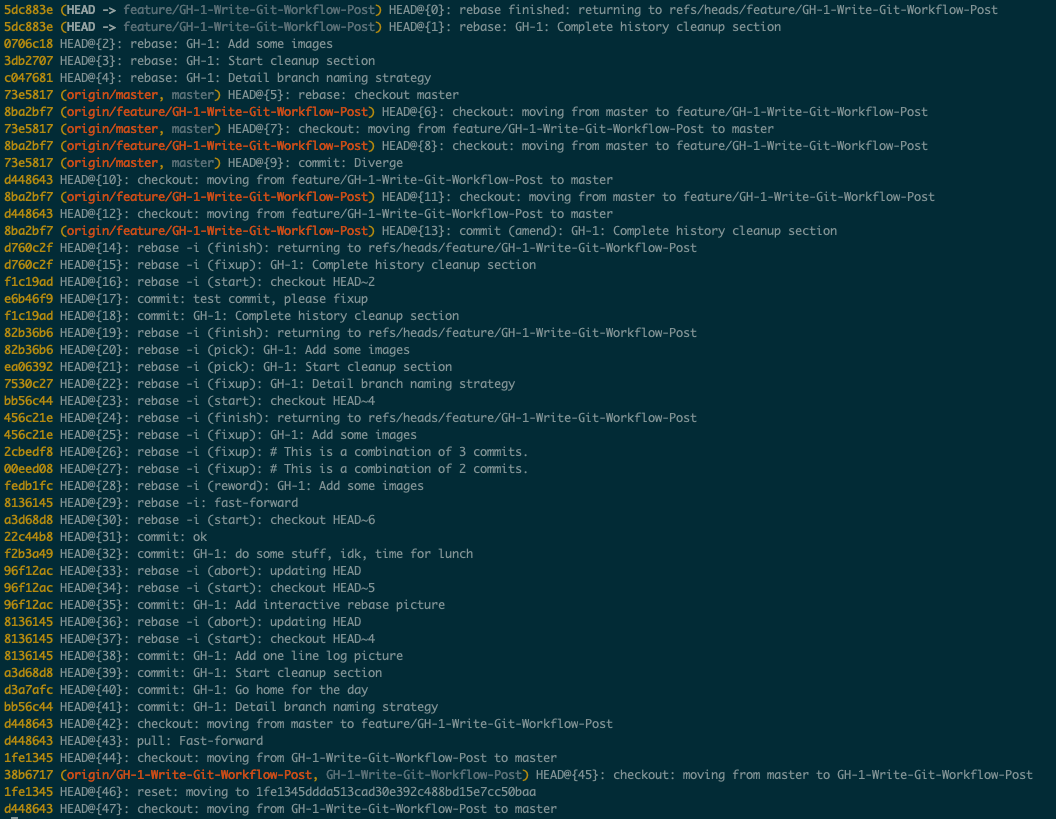 5dc883e (HEAD -> feature/GH-1-Write-Git-Workflow-Post) HEAD@{0}: rebase finished: returning to refs/heads/feature/GH-1-Write-Git-Workflow-Post
5dc883e (HEAD -> feature/GH-1-Write-Git-Workflow-Post) HEAD@{1}: rebase: GH-1: Complete history cleanup section
0706c18 HEAD@{2}: rebase: GH-1: Add some images
3db2707 HEAD@{3}: rebase: GH-1: Start cleanup section
c047681 HEAD@{4}: rebase: GH-1: Detail branch naming strategy
73e5817 (origin/master, master) HEAD@{5}: rebase: checkout master
8ba2bf7 (origin/feature/GH-1-Write-Git-Workflow-Post) HEAD@{6}: checkout: moving from master to feature/GH-1-Write-Git-Workflow-Post
73e5817 (origin/master, master) HEAD@{7}: checkout: moving from feature/GH-1-Write-Git-Workflow-Post to master
8ba2bf7 (origin/feature/GH-1-Write-Git-Workflow-Post) HEAD@{8}: checkout: moving from master to feature/GH-1-Write-Git-Workflow-Post
73e5817 (origin/master, master) HEAD@{9}: commit: Diverge
d448643 HEAD@{10}: checkout: moving from feature/GH-1-Write-Git-Workflow-Post to master
8ba2bf7 (origin/feature/GH-1-Write-Git-Workflow-Post) HEAD@{11}: checkout: moving from master to feature/GH-1-Write-Git-Workflow-Post
d448643 HEAD@{12}: checkout: moving from feature/GH-1-Write-Git-Workflow-Post to master
8ba2bf7 (origin/feature/GH-1-Write-Git-Workflow-Post) HEAD@{13}: commit (amend): GH-1: Complete history cleanup section
d760c2f HEAD@{14}: rebase -i (finish): returning to refs/heads/feature/GH-1-Write-Git-Workflow-Post
d760c2f HEAD@{15}: rebase -i (fixup): GH-1: Complete history cleanup section
f1c19ad HEAD@{16}: rebase -i (start): checkout HEAD~2
e6b46f9 HEAD@{17}: commit: test commit, please fixup
f1c19ad HEAD@{18}: commit: GH-1: Complete history cleanup section
82b36b6 HEAD@{19}: rebase -i (finish): returning to refs/heads/feature/GH-1-Write-Git-Workflow-Post
82b36b6 HEAD@{20}: rebase -i (pick): GH-1: Add some images
ea06392 HEAD@{21}: rebase -i (pick): GH-1: Start cleanup section
7530c27 HEAD@{22}: rebase -i (fixup): GH-1: Detail branch naming strategy
bb56c44 HEAD@{23}: rebase -i (start): checkout HEAD~4
456c21e HEAD@{24}: rebase -i (finish): returning to refs/heads/feature/GH-1-Write-Git-Workflow-Post
456c21e HEAD@{25}: rebase -i (fixup): GH-1: Add some images
2cbedf8 HEAD@{26}: rebase -i (fixup): # This is a combination of 3 commits.
00eed08 HEAD@{27}: rebase -i (fixup): # This is a combination of 2 commits.
fedb1fc HEAD@{28}: rebase -i (reword): GH-1: Add some images
8136145 HEAD@{29}: rebase -i: fast-forward
a3d68d8 HEAD@{30}: rebase -i (start): checkout HEAD~6
22c44b8 HEAD@{31}: commit: ok
f2b3a49 HEAD@{32}: commit: GH-1: do some stuff, idk, time for lunch
96f12ac HEAD@{33}: rebase -i (abort): updating HEAD
96f12ac HEAD@{34}: rebase -i (start): checkout HEAD~5
96f12ac HEAD@{35}: commit: GH-1: Add interactive rebase picture
8136145 HEAD@{36}: rebase -i (abort): updating HEAD
8136145 HEAD@{37}: rebase -i (start): checkout HEAD~4
8136145 HEAD@{38}: commit: GH-1: Add one line log picture
a3d68d8 HEAD@{39}: commit: GH-1: Start cleanup section
d3a7afc HEAD@{40}: commit: GH-1: Go home for the day
bb56c44 HEAD@{41}: commit: GH-1: Detail branch naming strategy
d448643 HEAD@{42}: checkout: moving from master to feature/GH-1-Write-Git-Workflow-Post
d448643 HEAD@{43}: pull: Fast-forward
1fe1345 HEAD@{44}: checkout: moving from GH-1-Write-Git-Workflow-Post to master
38b6717 (origin/GH-1-Write-Git-Workflow-Post, GH-1-Write-Git-Workflow-Post) HEAD@{45}: checkout: moving from master to GH-1-Write-Git-Workflow-Post
1fe1345 HEAD@{46}: reset: moving to 1fe1345ddda513cad30e392c488bd15e7cc50baa
d448643 HEAD@{47}: checkout: moving from GH-1-Write-Git-Workflow-Post to master